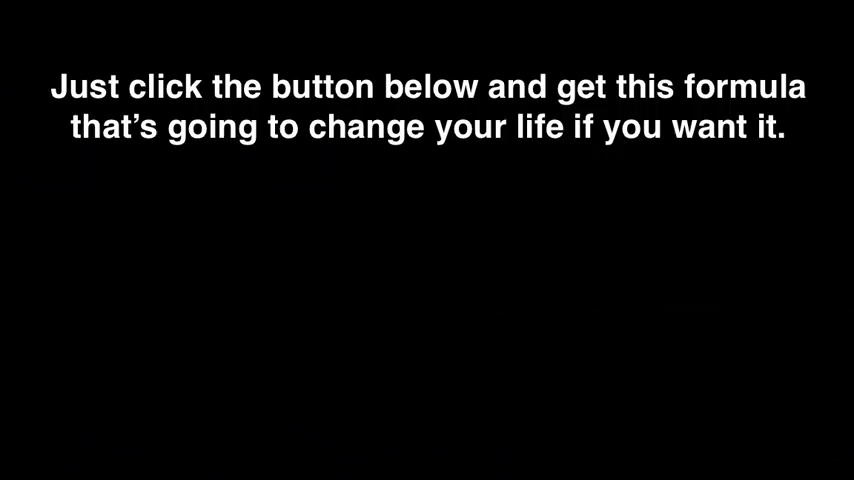 Just click the button below and get this formula
that’s going to change your life if you want it.